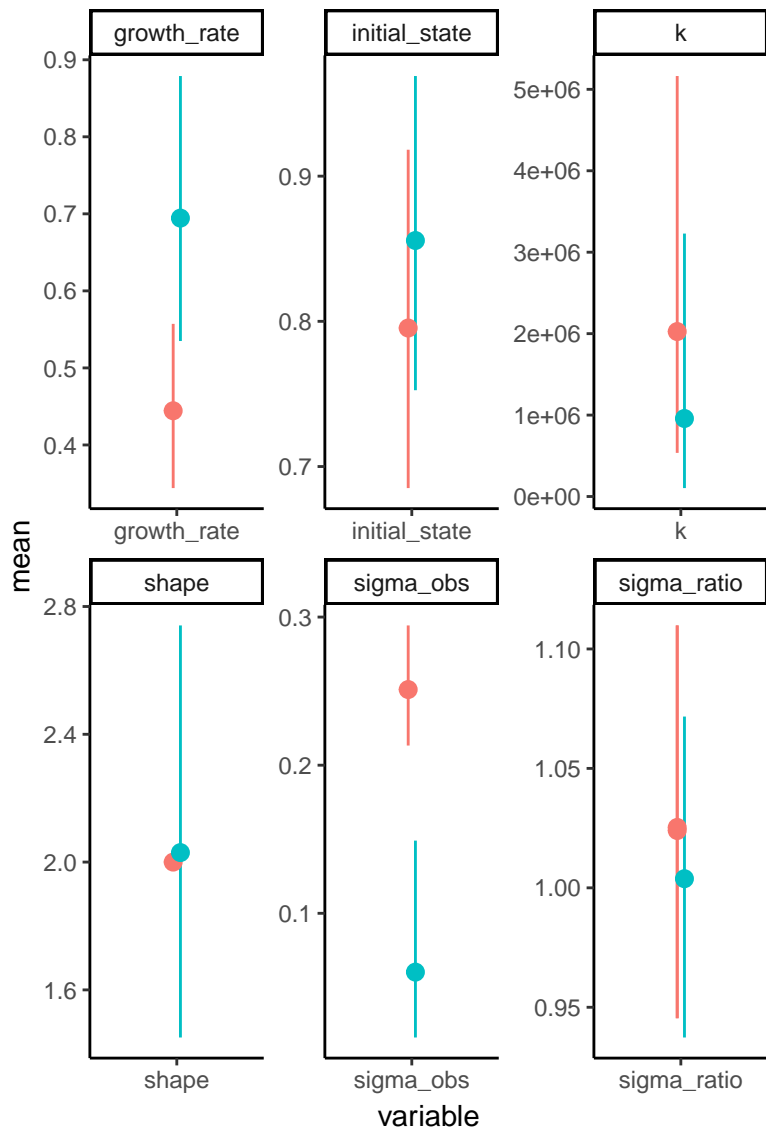 growth_rate
initial_state
k
0.9
0.8
0.7
0.6
0.5
0.4
0.9
0.8
0.7
5e+06
4e+06
3e+06
2e+06
1e+06
0e+00
growth_rate
initial_state
k
mean
shape
sigma_obs
sigma_ratio
2.8
2.4
2.0
1.6
0.3
0.2
0.1
1.10
1.05
1.00
0.95
shape
sigma_obs
sigma_ratio
variable